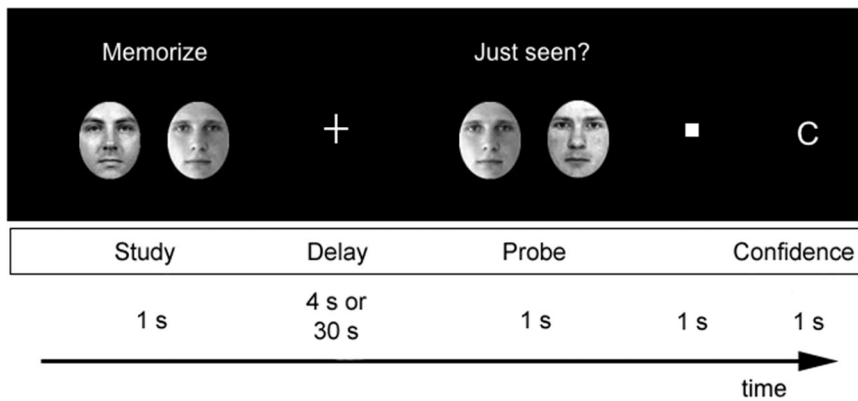 Memorize
Just seen?
+
C
Study
Delay
Probe
Confidence
1 s
4 s or
30 s
1 s
1 s
1 s
time